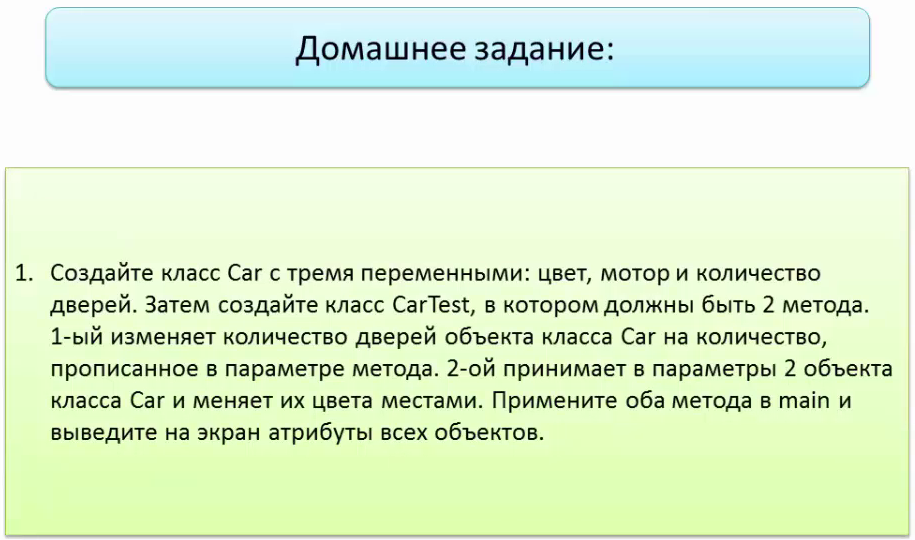 Домашнее задание:
1. Создайте класс Car с тремя переменными: цвет, мотор и количество
дверей. Затем создайте класс CarTest, в котором должны быть 2 метода.
1-ый изменяет количество дверей объекта класса Car на количество,
прописанное в параметре метода. 2-ой принимает в параметры 2 объекта
класса Car и меняет их цвета местами. Примените оба метода в main и
выведите на экран атрибуты всех объектов.